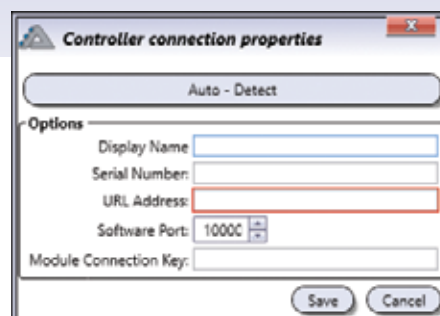 Controller connection properties
Auto - Detect
Options
Display Name
Serial Number:
URL Address:
Software Port: 1000
Module Connection Key:
Save Cancel